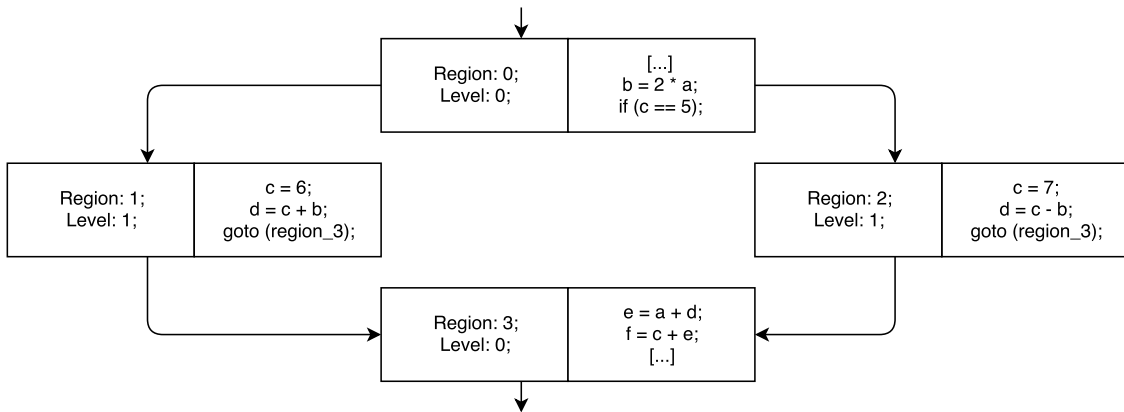 Region: 0;
Level: 0;
[...]
b = 2 * a;
if (c == 5);
Region: 1;
Level: 1;
c = 6;
d = c + b;
goto (region_3);
Region: 2;
Level: 1;
c = 7;
d = c - b;
goto (region_3);
Region: 3;
Level: 0;
e = a + d;
f = c + e;
[...]